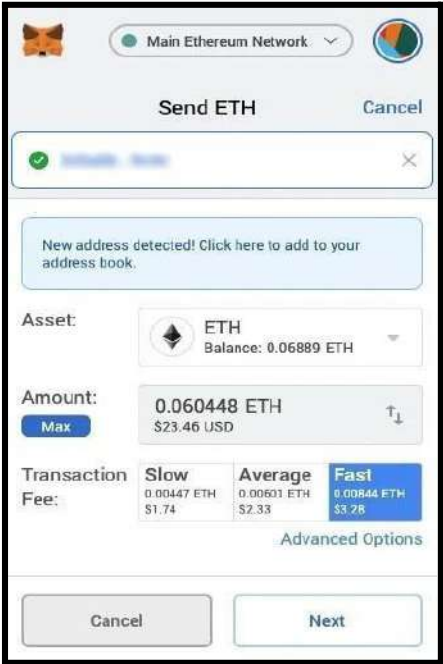 Main Ethereum Network
Send ETH
Cancel
New address detected! Click here to add to your
address book.
Asset:
ETH
Balance: 0.06889 ETH
Amount:
Max
0.060448 ETH
$23.46 USD
Transaction
Fee:
Slow
0.00447 ETH
$1.74
Average
0.00601 ETH
$2.33
Fast
0.00844 ETH
$3.28
Advanced Options
Cancel
Next